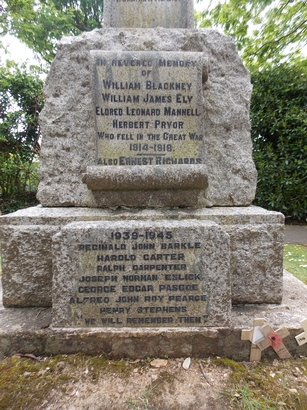 IN REVERED MEMORY
OF
WILLIAM BLACKNEY
WILLIAM JAMES ELY
ELDRED LEONARD MANNELL
HERBERT PRYOR
WHO FELL IN THE GREAT WAR
1914-1919.
ALSO ERNEST RICHARDS
1939-1945
REGINALD JOHN BARKLE
HAROLD CARTER
RALPH CARPENTER
JOSEPH NORMAN ESLICK
GEORGE EDGAR PASCOE
ALFRED JOHN ROY PEARCE
HENRY STEPHENS
"WE WILL REMEMBER THEM"